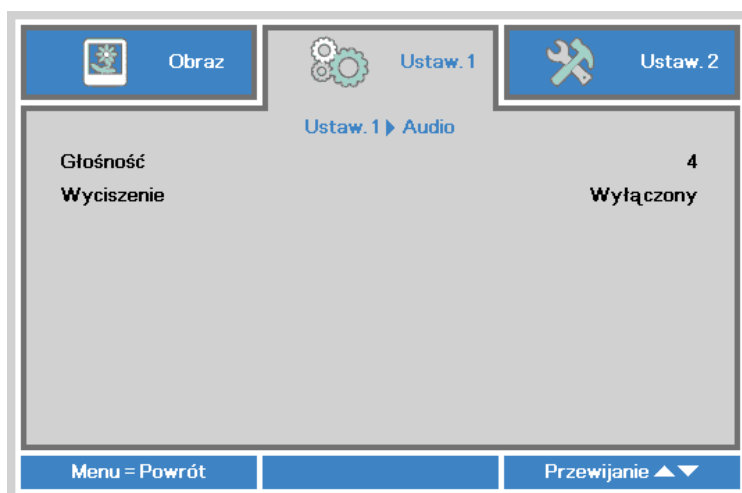 Obraz
Ustaw. 1
Ustaw. 2
Ustaw. 1 ▶ Audio
Głośność 4
Wyciszenie Wyłączony
Menu = Powrót
Przewijanie ▲▼